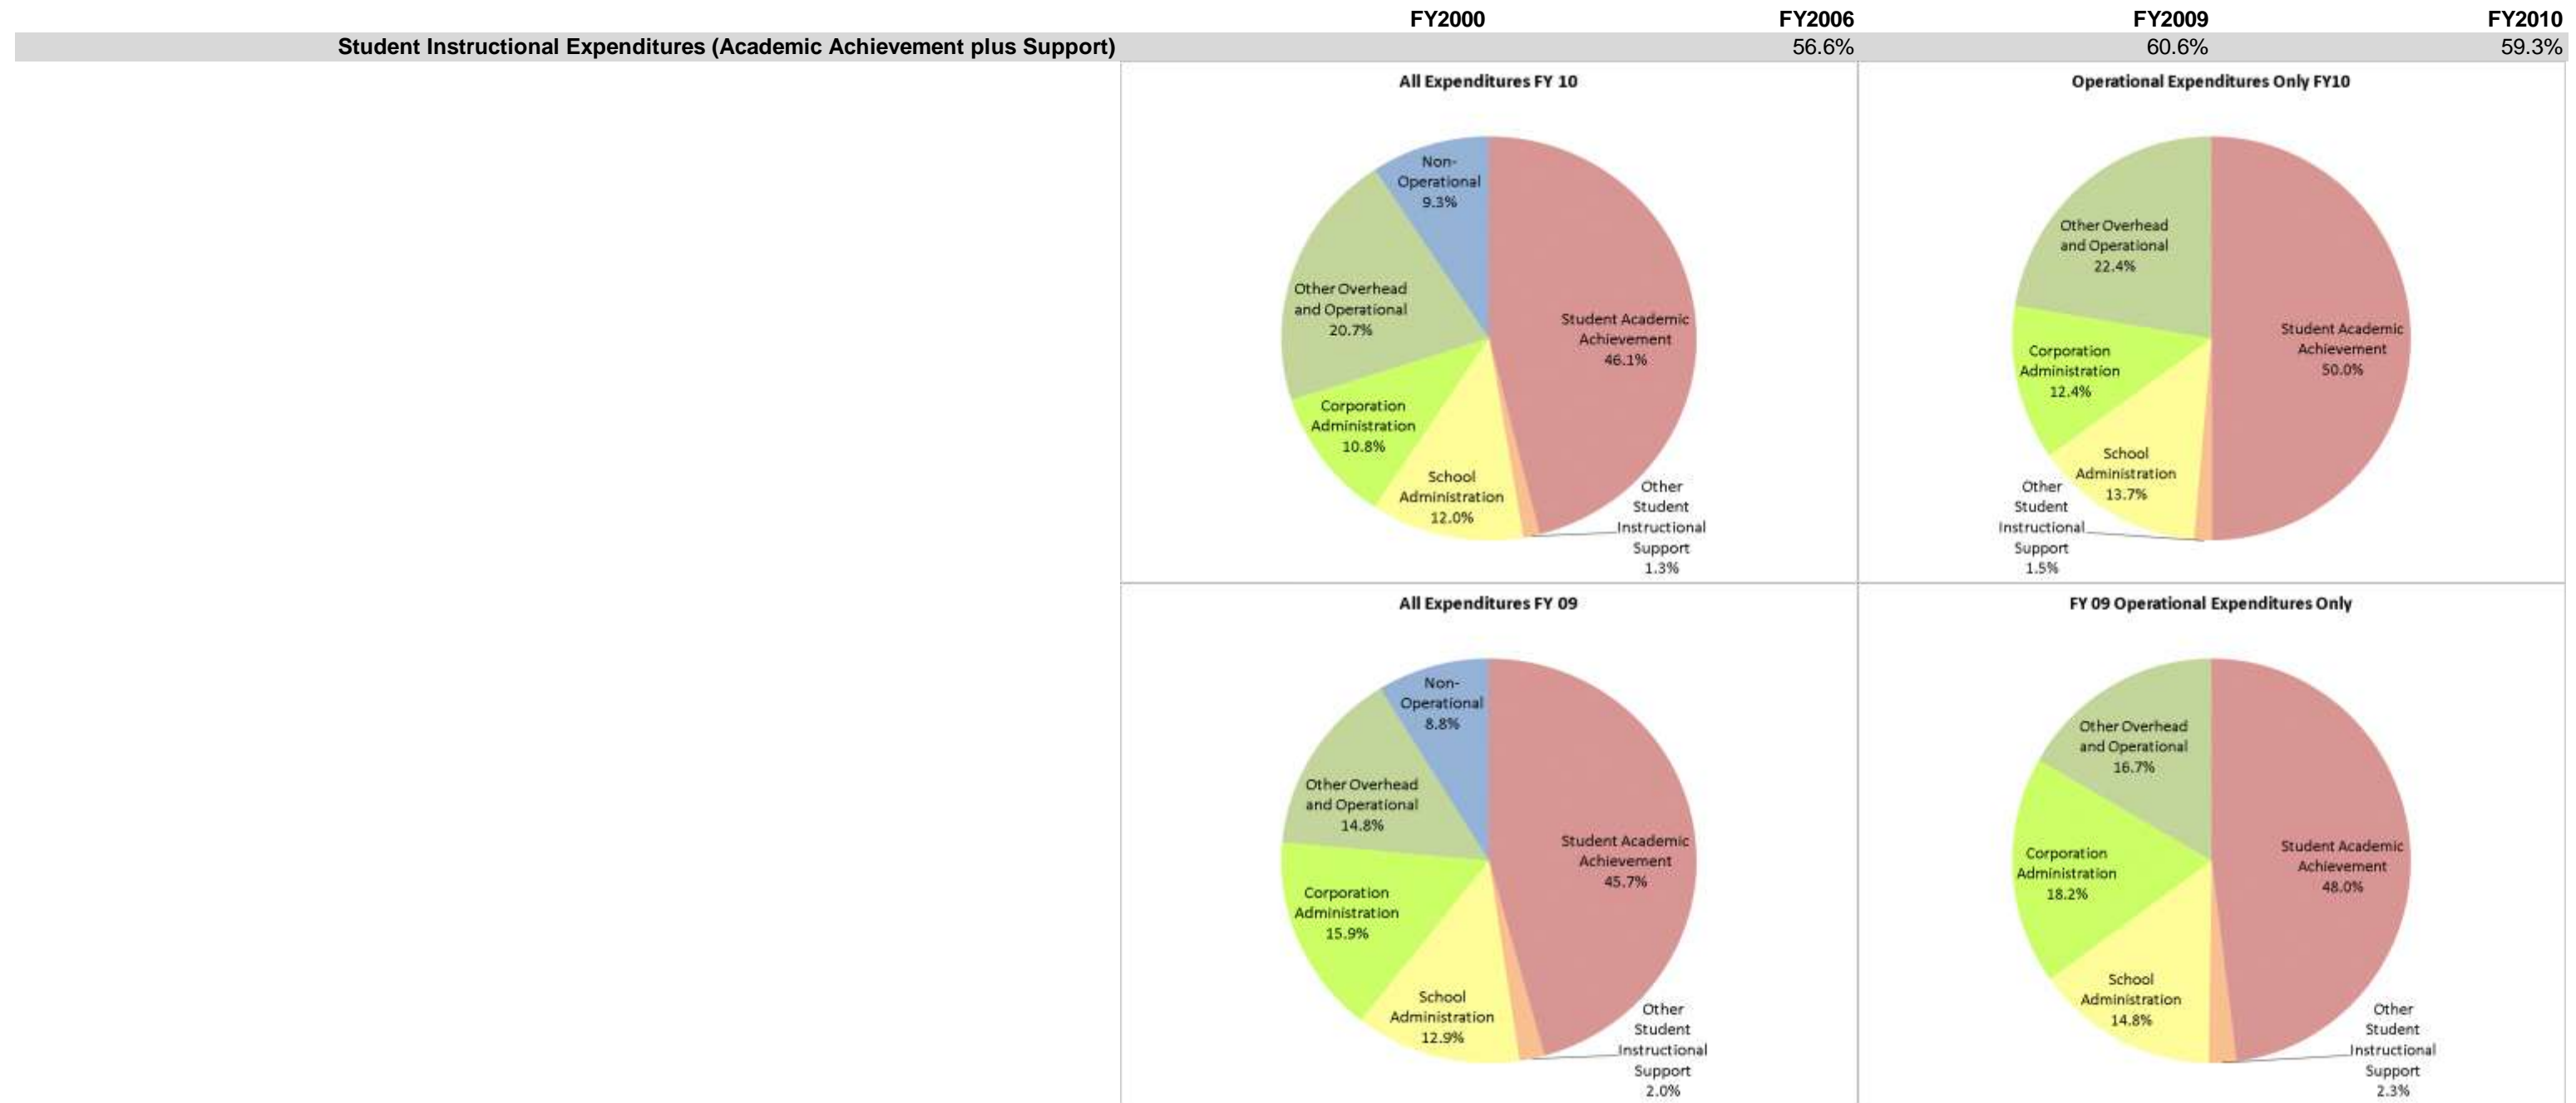 FY2000 FY2006 FY2009 FY2010
Student Instructional Expenditures (Academic Achievement plus Support) 56.6% 60.6% 59.3%
All Expenditures FY 10
Non-
Operational
9.3%
Other Overhead
and Operational
20.7%
Student Academic
Achievement
46.1%
Corporation
Administration
10.8%
School
Administration
12.0%
Other
Student
Instructional
Support
1.3%
Operational Expenditures Only FY10
Other Overhead
and Operational
22.4%
Student Academic
Achievement
50.0%
Corporation
Administration
12.4%
School
Administration
13.7%
Other
Student
Instructional
Support
1.5%
All Expenditures FY 09
Non-
Operational
8.8%
Other Overhead
and Operational
14.8%
Student Academic
Achievement
45.7%
Corporation
Administration
15.9%
School
Administration
12.9%
Other
Student
Instructional
Support
2.0%
FY 09 Operational Expenditures Only
Other Overhead
and Operational
16.7%
Student Academic
Achievement
48.0%
Corporation
Administration
18.2%
School
Administration
14.8%
Other
Student
Instructional
Support
2.3%